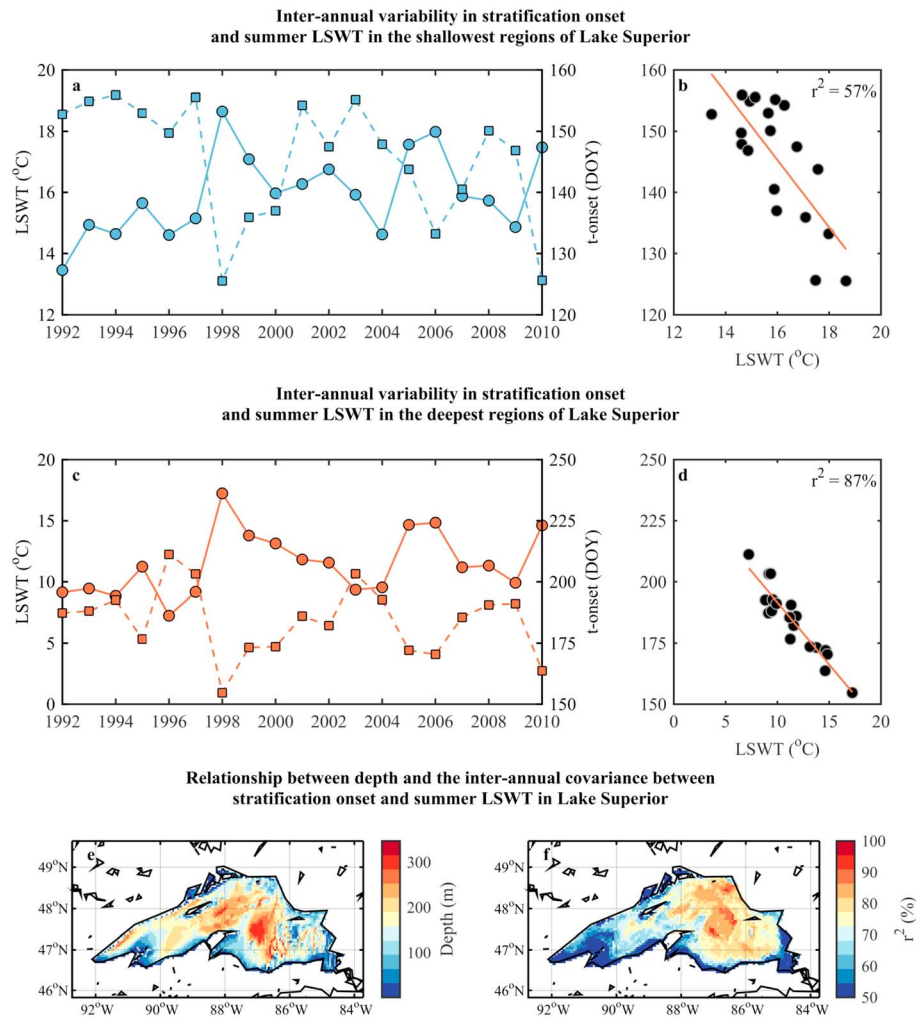 Inter-annual variability in stratification onset
and summer LSWT in the shallowest regions of Lake Superior
a
20
18
16
14
12
LSWT (°C)
160
150
140
130
120
t-onset (DOY)
1992 1994 1996 1998 2000 2002 2004 2006 2008 2010
b
r² = 57%
160
150
140
130
120
12 14 16 18 20
LSWT (°C)
Inter-annual variability in stratification onset
and summer LSWT in the deepest regions of Lake Superior
c
20
15
10
5
0
LSWT (°C)
250
225
200
175
150
t-onset (DOY)
1992 1994 1996 1998 2000 2002 2004 2006 2008 2010
d
r² = 87%
250
225
200
175
150
0 5 10 15 20
LSWT (°C)
Relationship between depth and the inter-annual covariance between
stratification onset and summer LSWT in Lake Superior
e
49°N
48°N
47°N
46°N
92°W 90°W 88°W 86°W 84°W
300
200
100
Depth (m)
f
49°N
48°N
47°N
46°N
92°W 90°W 88°W 86°W 84°W
100
90
80
70
60
50
r² (%)